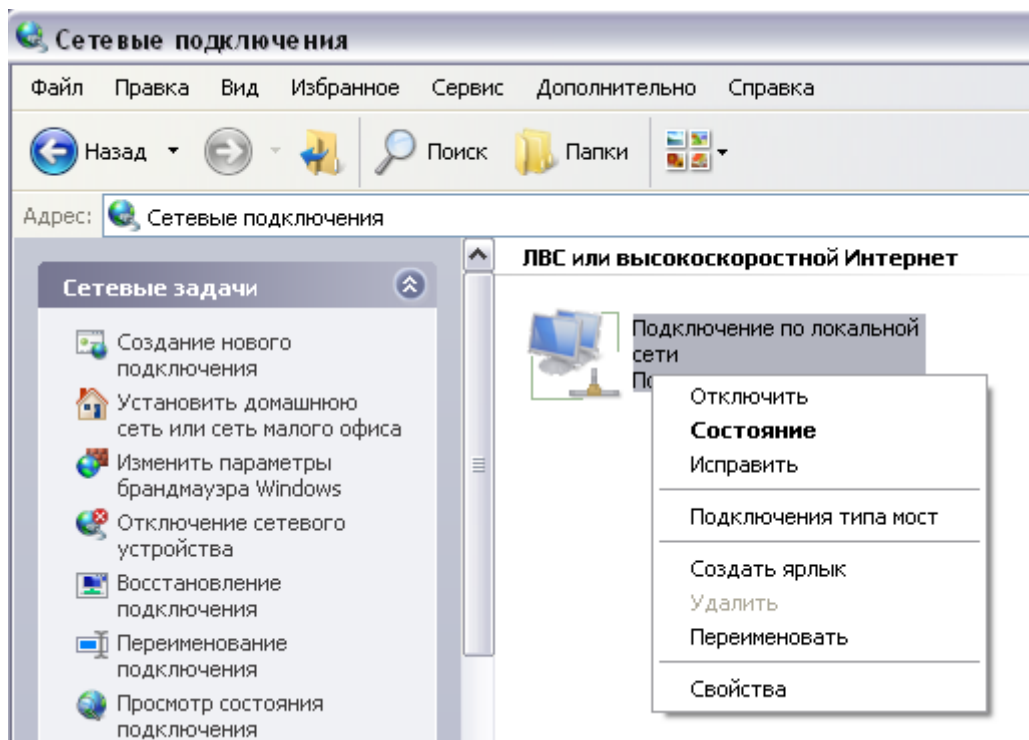 Сетевые подключения
Файл Правка Вид Избранное Сервис Дополнительно Справка
Назад Поиск Папки
Адрес: Сетевые подключения
Сетевые задачи
Создание нового
подключения
Установить домашнюю
сеть или сеть малого офиса
Изменить параметры
брандмауэра Windows
Отключение сетевого
устройства
Восстановление
подключения
Переименование
подключения
Просмотр состояния
подключения
ЛВС или высокоскоростной Интернет
Подключение по локальной
сети
Отключить
Состояние
Исправить
Подключения типа мост
Создать ярлык
Удалить
Переименовать
Свойства